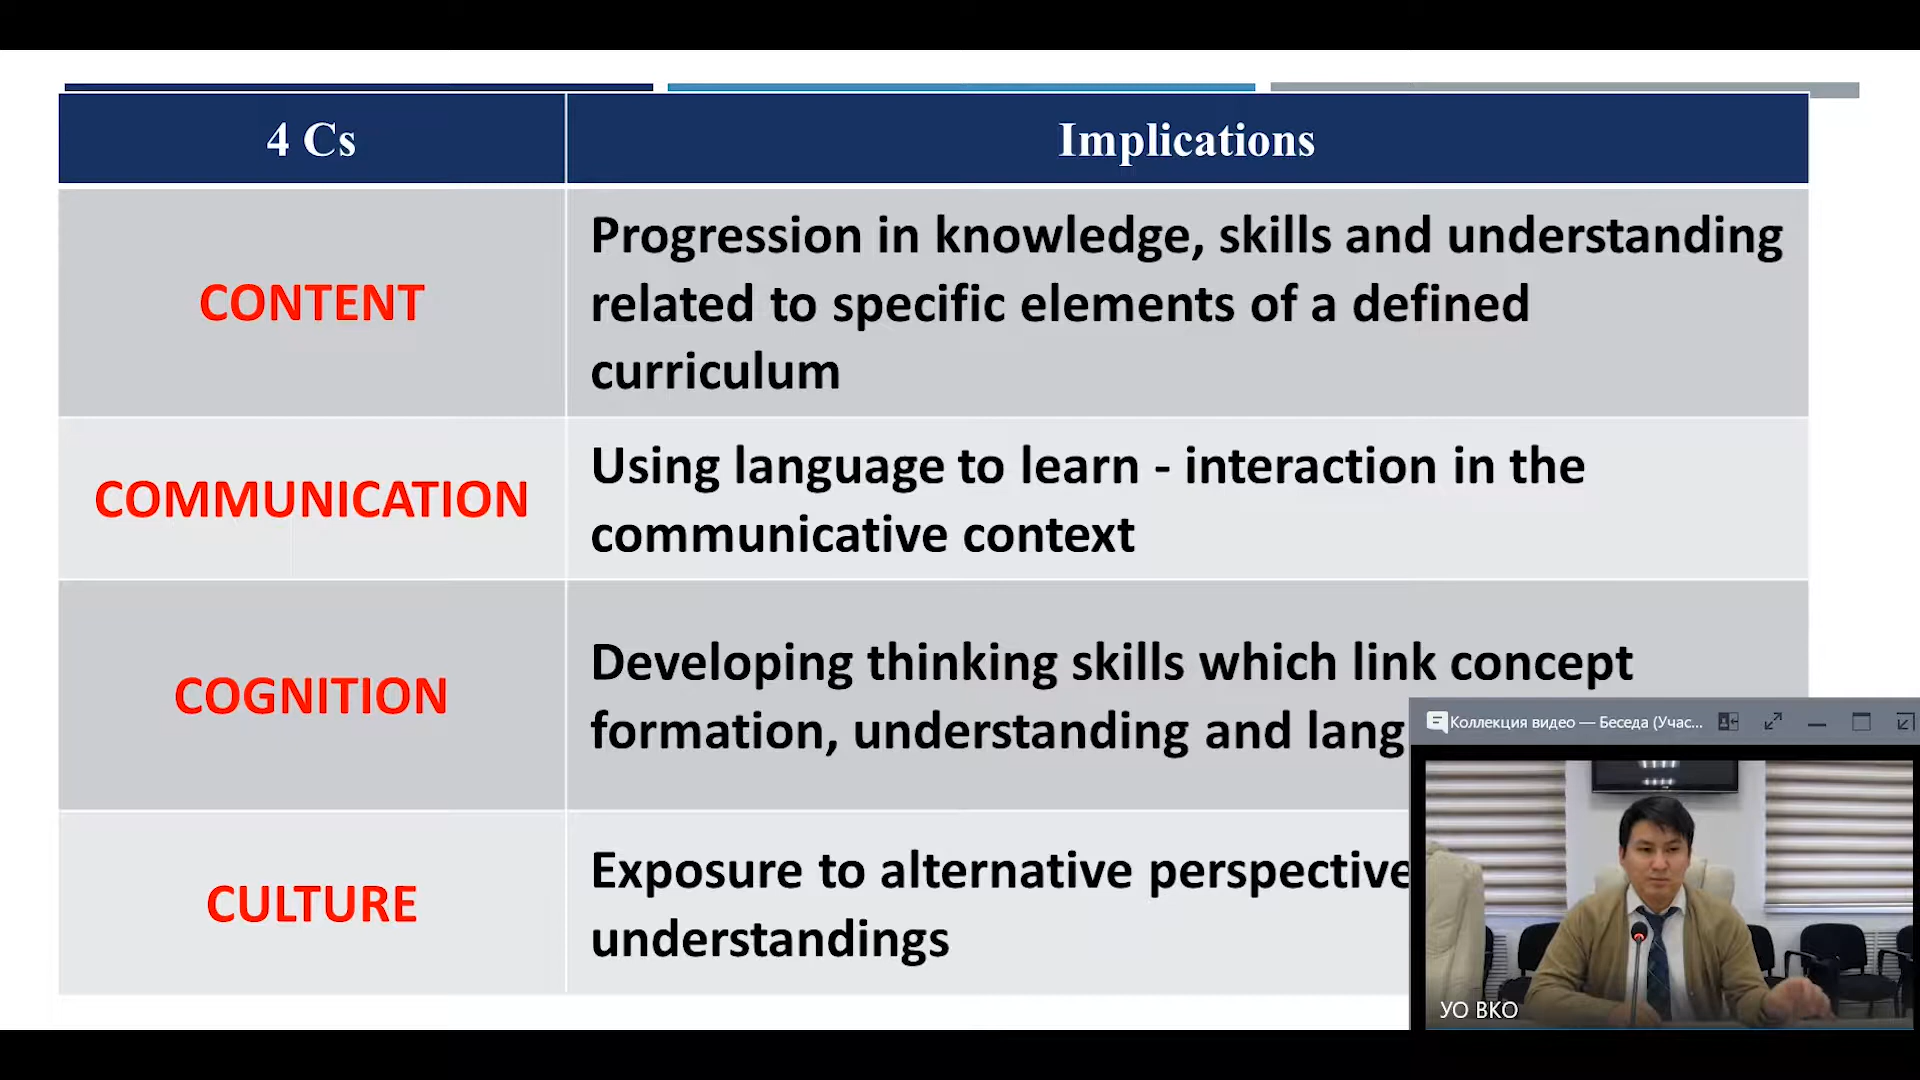 4 Cs
Implications
CONTENT
Progression in knowledge, skills and understanding
related to specific elements of a defined
curriculum
COMMUNICATION
Using language to learn - interaction in the
communicative context
COGNITION
Developing thinking skills which link concept
formation, understanding and lang
CULTURE
Exposure to alternative perspective
understandings
Коллекция видео — Беседа (Учас...
УО ВКО